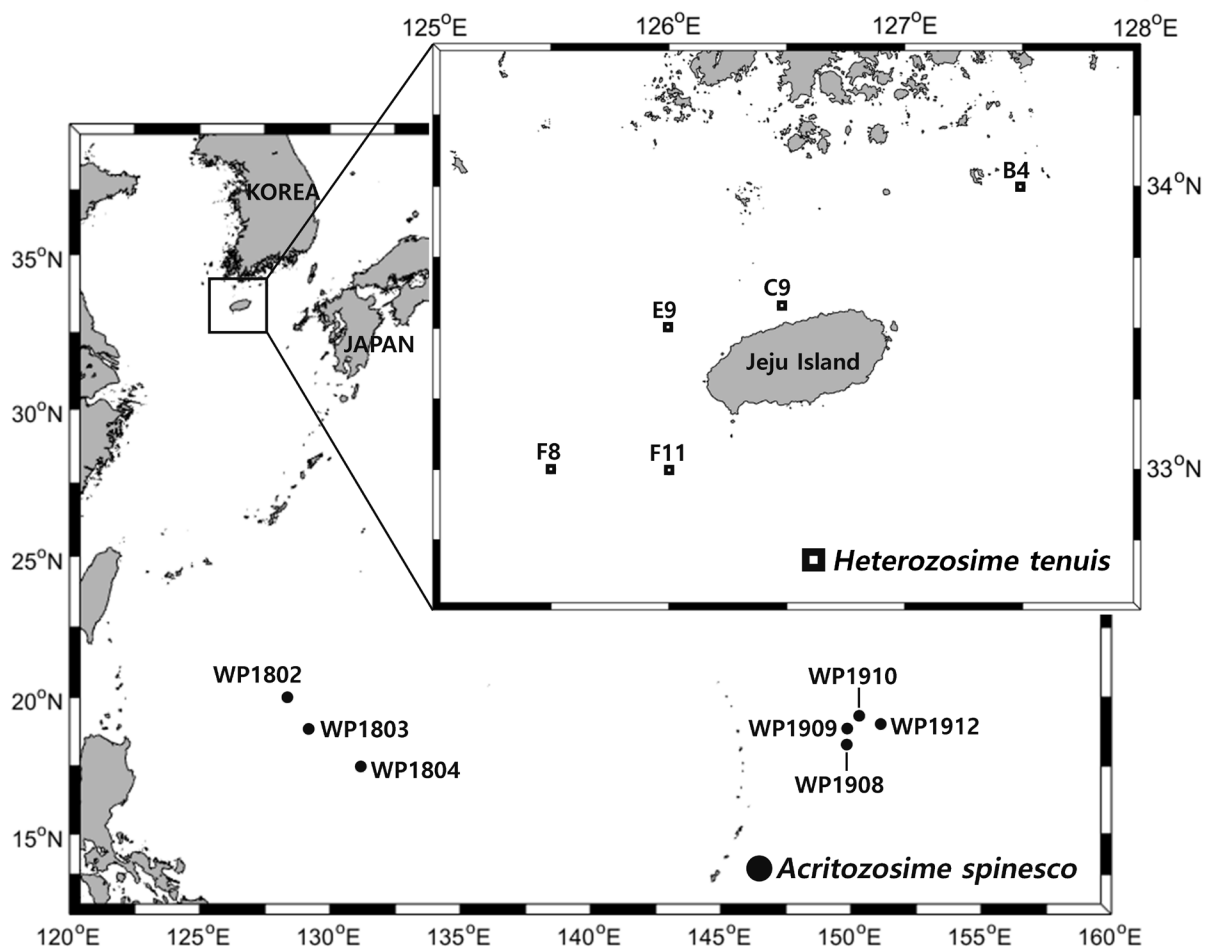 125°E 126°E 127°E 128°E
KOREA
B4
34°N
35°N
C9
E9
JAPAN
Jeju Island
30°N
F8 F11
33°N
25°N
Heterozosime tenuis
WP1802
WP1910
20°N
WP1803
WP1909
WP1912
WP1804
WP1908
15°N
Acritozosime spinesco
120°E 125°E 130°E 135°E 140°E 145°E 150°E 155°E 160°E